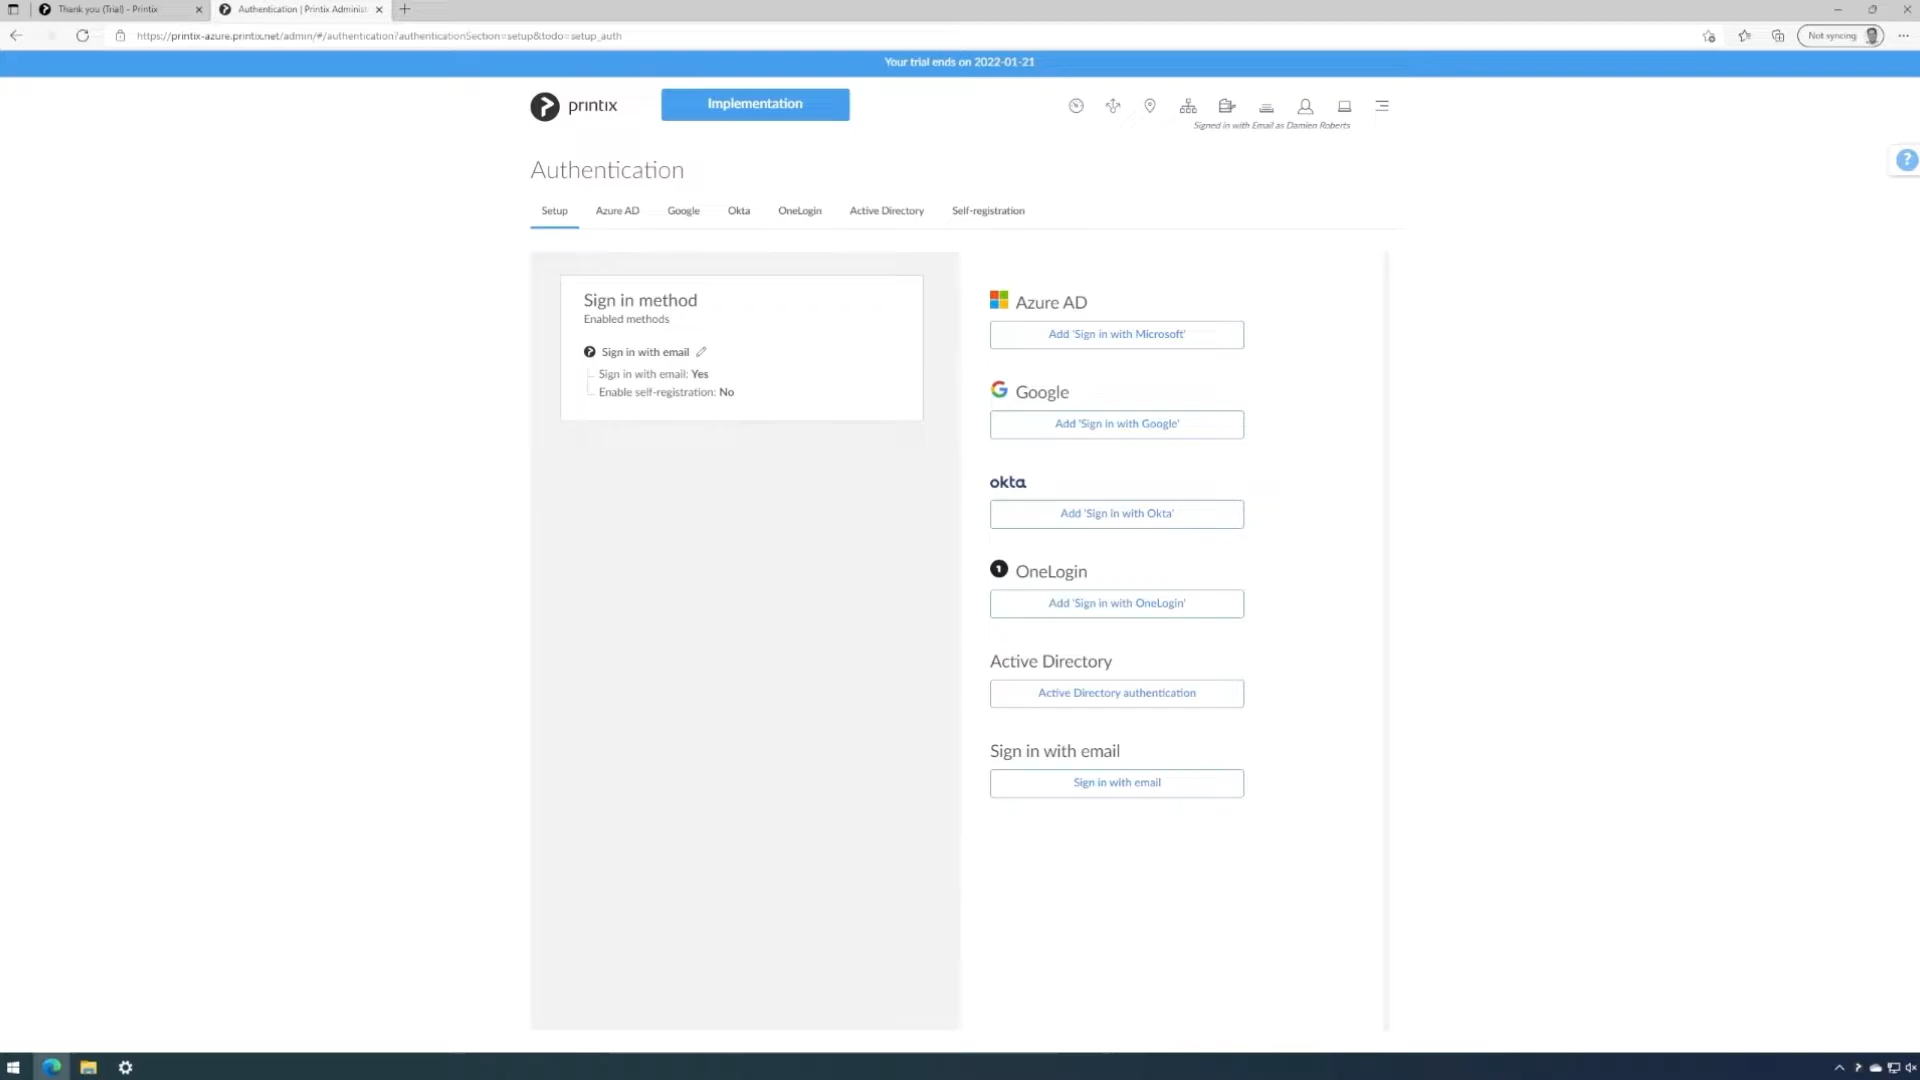 Thank you (Trial) - Printix
Authentication | Printix Administ
https://printix-azure.printix.net/admin/#/authentication?authenticationSection=setup&todo=setup_auth
Not syncing
Your trial ends on 2022-01-21
printix
Implementation
Signed in with Email as Damien Roberts
?
Authentication
Setup Azure AD Google Okta OneLogin Active Directory Self-registration
Sign in method
Enabled methods
Sign in with email
Sign in with email: Yes
Enable self-registration: No
Azure AD
Add 'Sign in with Microsoft'
Google
Add 'Sign in with Google'
okta
Add 'Sign in with Okta'
OneLogin
Add 'Sign in with OneLogin'
Active Directory
Active Directory authentication
Sign in with email
Sign in with email